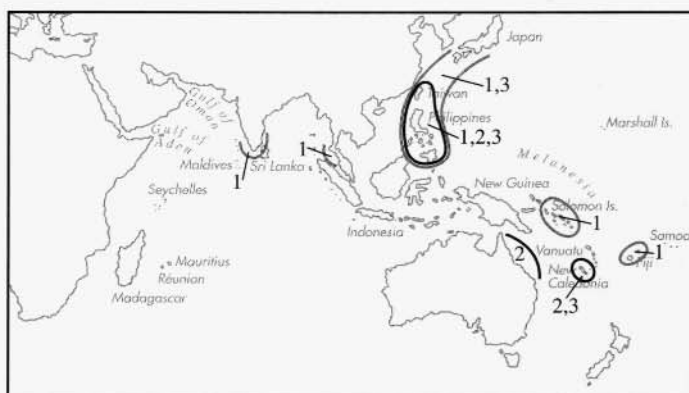 Japan
1,3
Taiwan
Philippines
1,2,3
Gulf of
Oman
Gulf of
Aden
Marshall Is.
1
Maldives
Sri Lanka
1
Melanesia
New Guinea
Solomon Is.
1
Seychelles
Indonesia
Samoa
1
Fiji
Vanuatu
2
New
Caledonia
2,3
Mauritius
Réunion
Madagascar